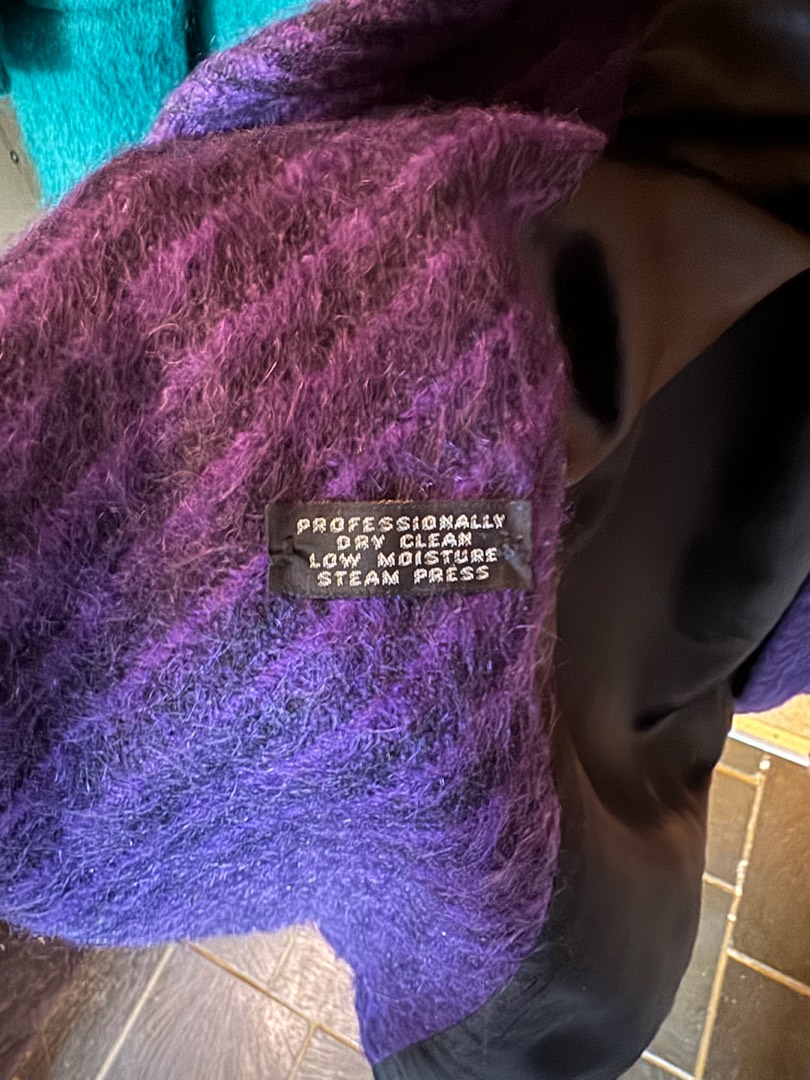 PROFESSIONALLY
DRY CLEAN
LOW MOISTURE
STEAM PRESS